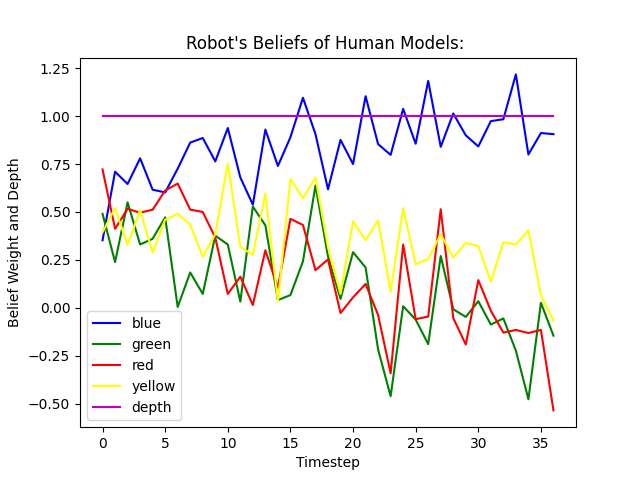 Robot's Beliefs of Human Models:
Belief Weight and Depth
1.25
1.00
0.75
0.50
0.25
0.00
−0.25
−0.50
blue
green
red
yellow
depth
0 5 10 15 20 25 30 35
Timestep